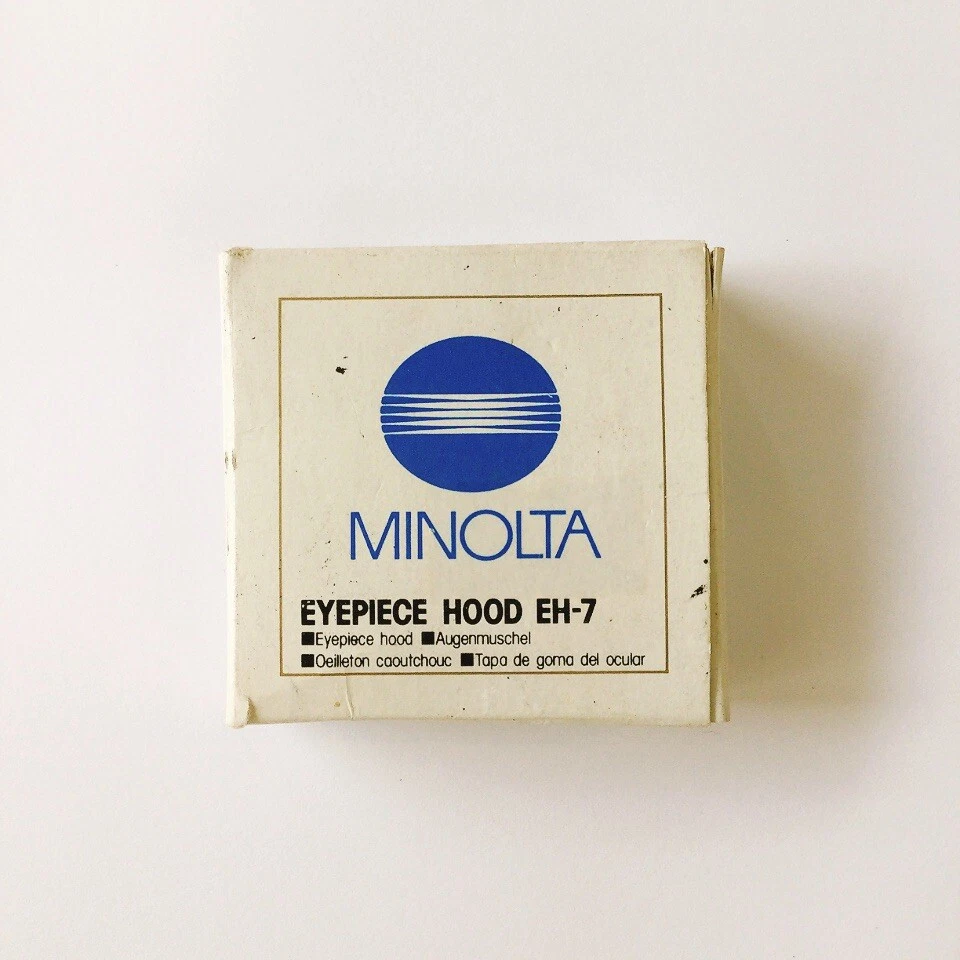 MINOLTA
EYEPIECE HOOD EH-7
■Eyepiece hood ■Augenmuschel
■Oeilleton caoutchouc ■Tapa de goma del ocular